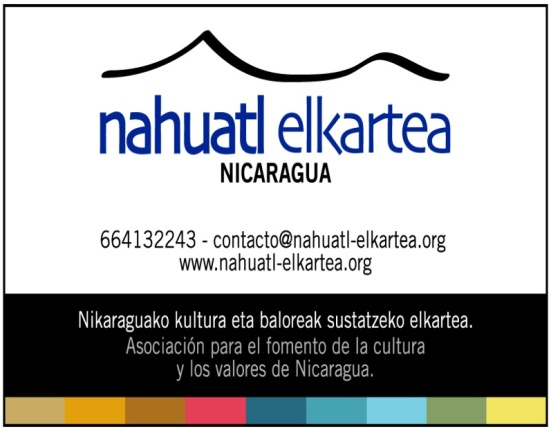 nahuatl elkartea
NICARAGUA
664132243 - contacto@nahuatl-elkartea.org
www.nahuatl-elkartea.org
Nikaraguako kultura eta baloreak sustatzeko elkartea.
Asociación para el fomento de la cultura
y los valores de Nicaragua.